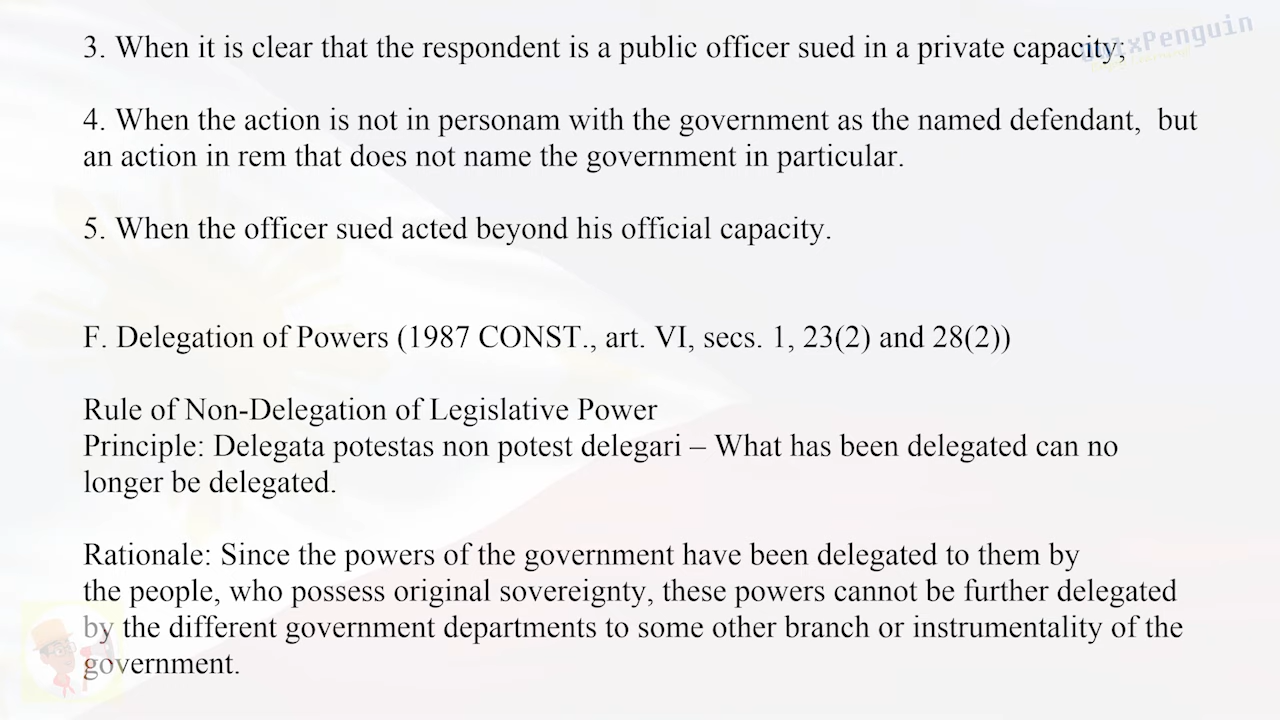 3. When it is clear that the respondent is a public officer sued in a private capacity;
4. When the action is not in personam with the government as the named defendant,  but
an action in rem that does not name the government in particular.
5. When the officer sued acted beyond his official capacity.
F. Delegation of Powers (1987 CONST., art. VI, secs. 1, 23(2) and 28(2))
Rule of Non-Delegation of Legislative Power
Principle: Delegata potestas non potest delegari – What has been delegated can no
longer be delegated.
Rationale: Since the powers of the government have been delegated to them by
the people, who possess original sovereignty, these powers cannot be further delegated
by the different government departments to some other branch or instrumentality of the
government.